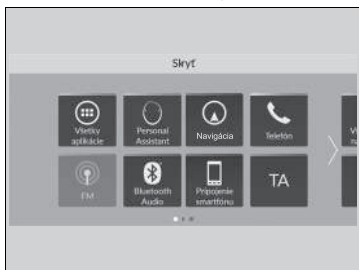 Skryť
Všetky
aplikácie
Personal
Assistant
Navigácia
Telefón
FM
Bluetooth
Audio
Pripojenie
smartfónu
TA